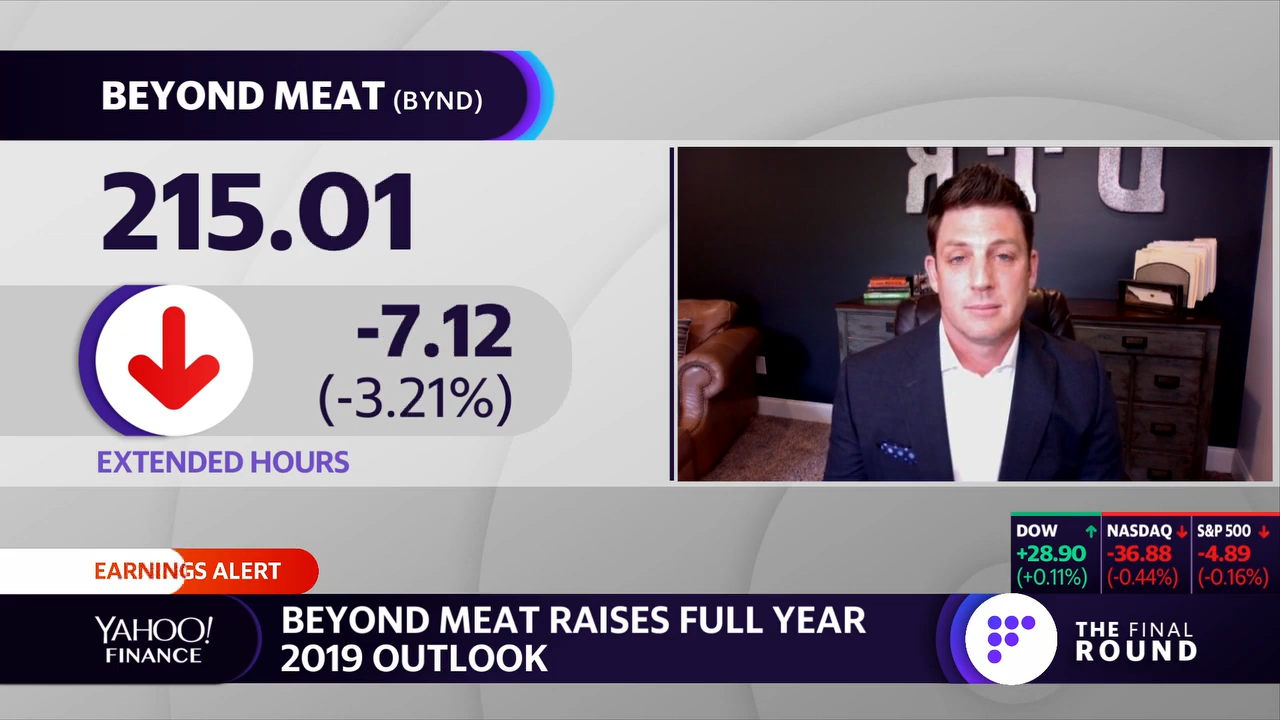 BEYOND MEAT (BYND)
215.01
-7.12
(-3.21%)
EXTENDED HOURS
EARNINGS ALERT
YAHOO!
FINANCE
BEYOND MEAT RAISES FULL YEAR
2019 OUTLOOK
DOW
+28.90
(+0.11%)
NASDAQ
-36.88
(-0.44%)
S&P 500
-4.89
(-0.16%)
THE FINAL
ROUND